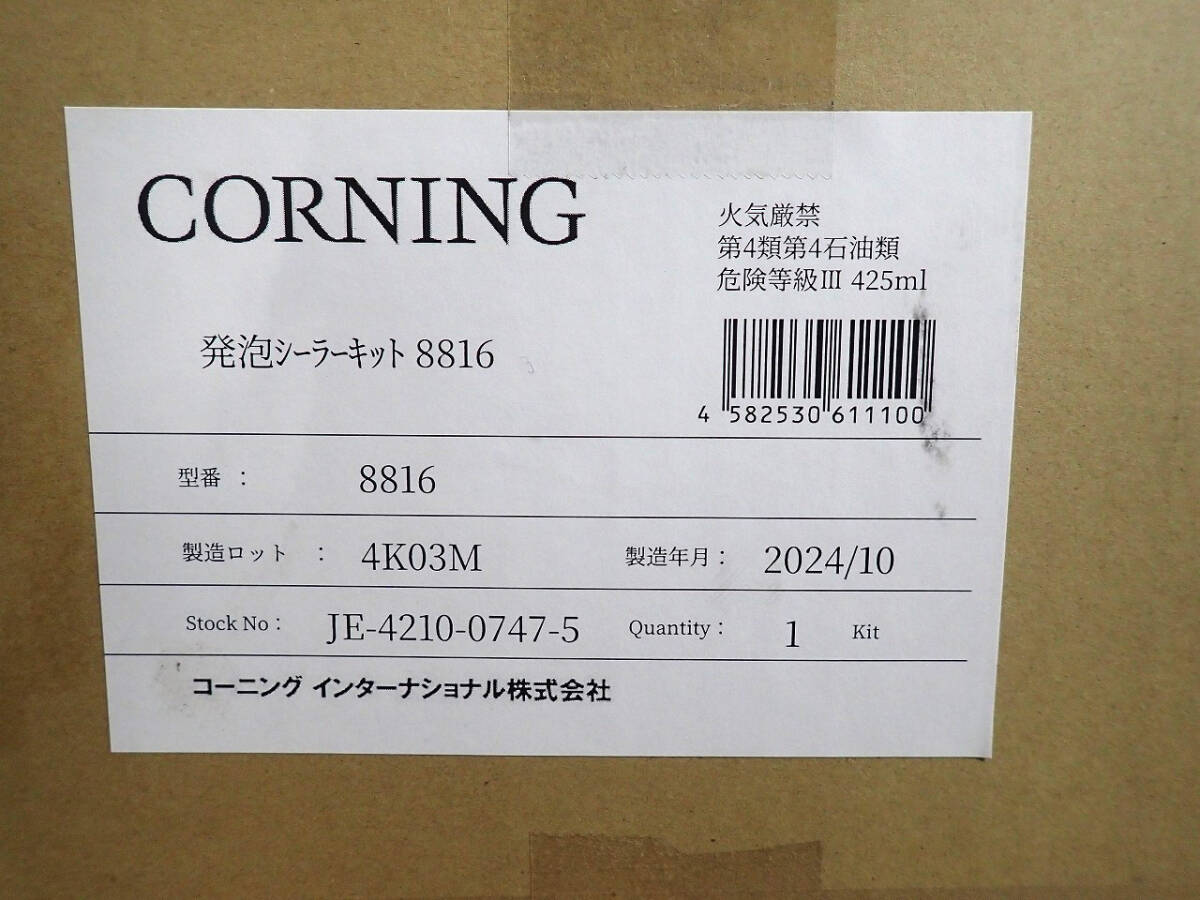 CORNING
火気厳禁
第4類第4石油類
危険等級Ⅲ 425ml
発泡シーラーキット 8816
4 582530 611100
型番 : 8816
製造ロット : 4K03M 製造年月: 2024/10
Stock No: JE-4210-0747-5 Quantity: 1 Kit
コーニング インターナショナル株式会社